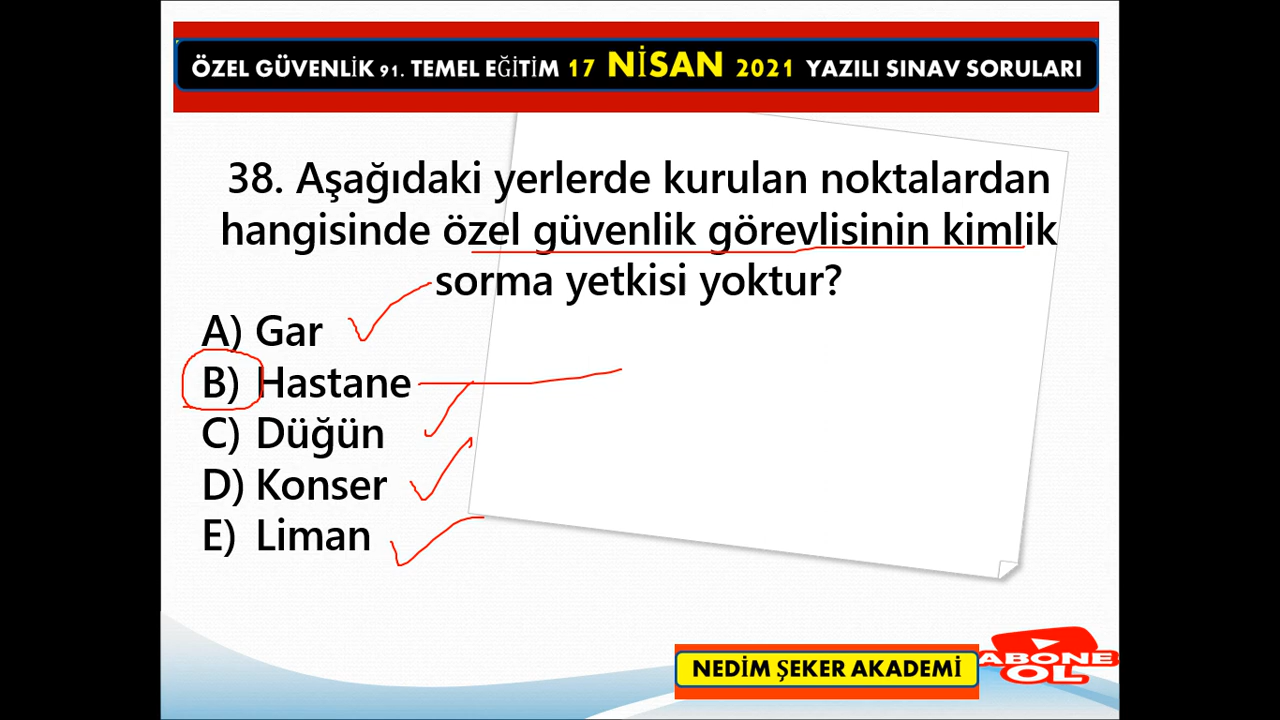 ÖZEL GÜVENLİK 91. TEMEL EĞİTİM 17 NİSAN 2021 YAZILI SINAV SORULARI
38. Aşağıdaki yerlerde kurulan noktalardan
hangisinde özel güvenlik görevlisinin kimlik
sorma yetkisi yoktur?
A) Gar
B) Hastane
C) Düğün
D) Konser
E) Liman
NEDİM ŞEKER AKADEMİ
ABONE
OL